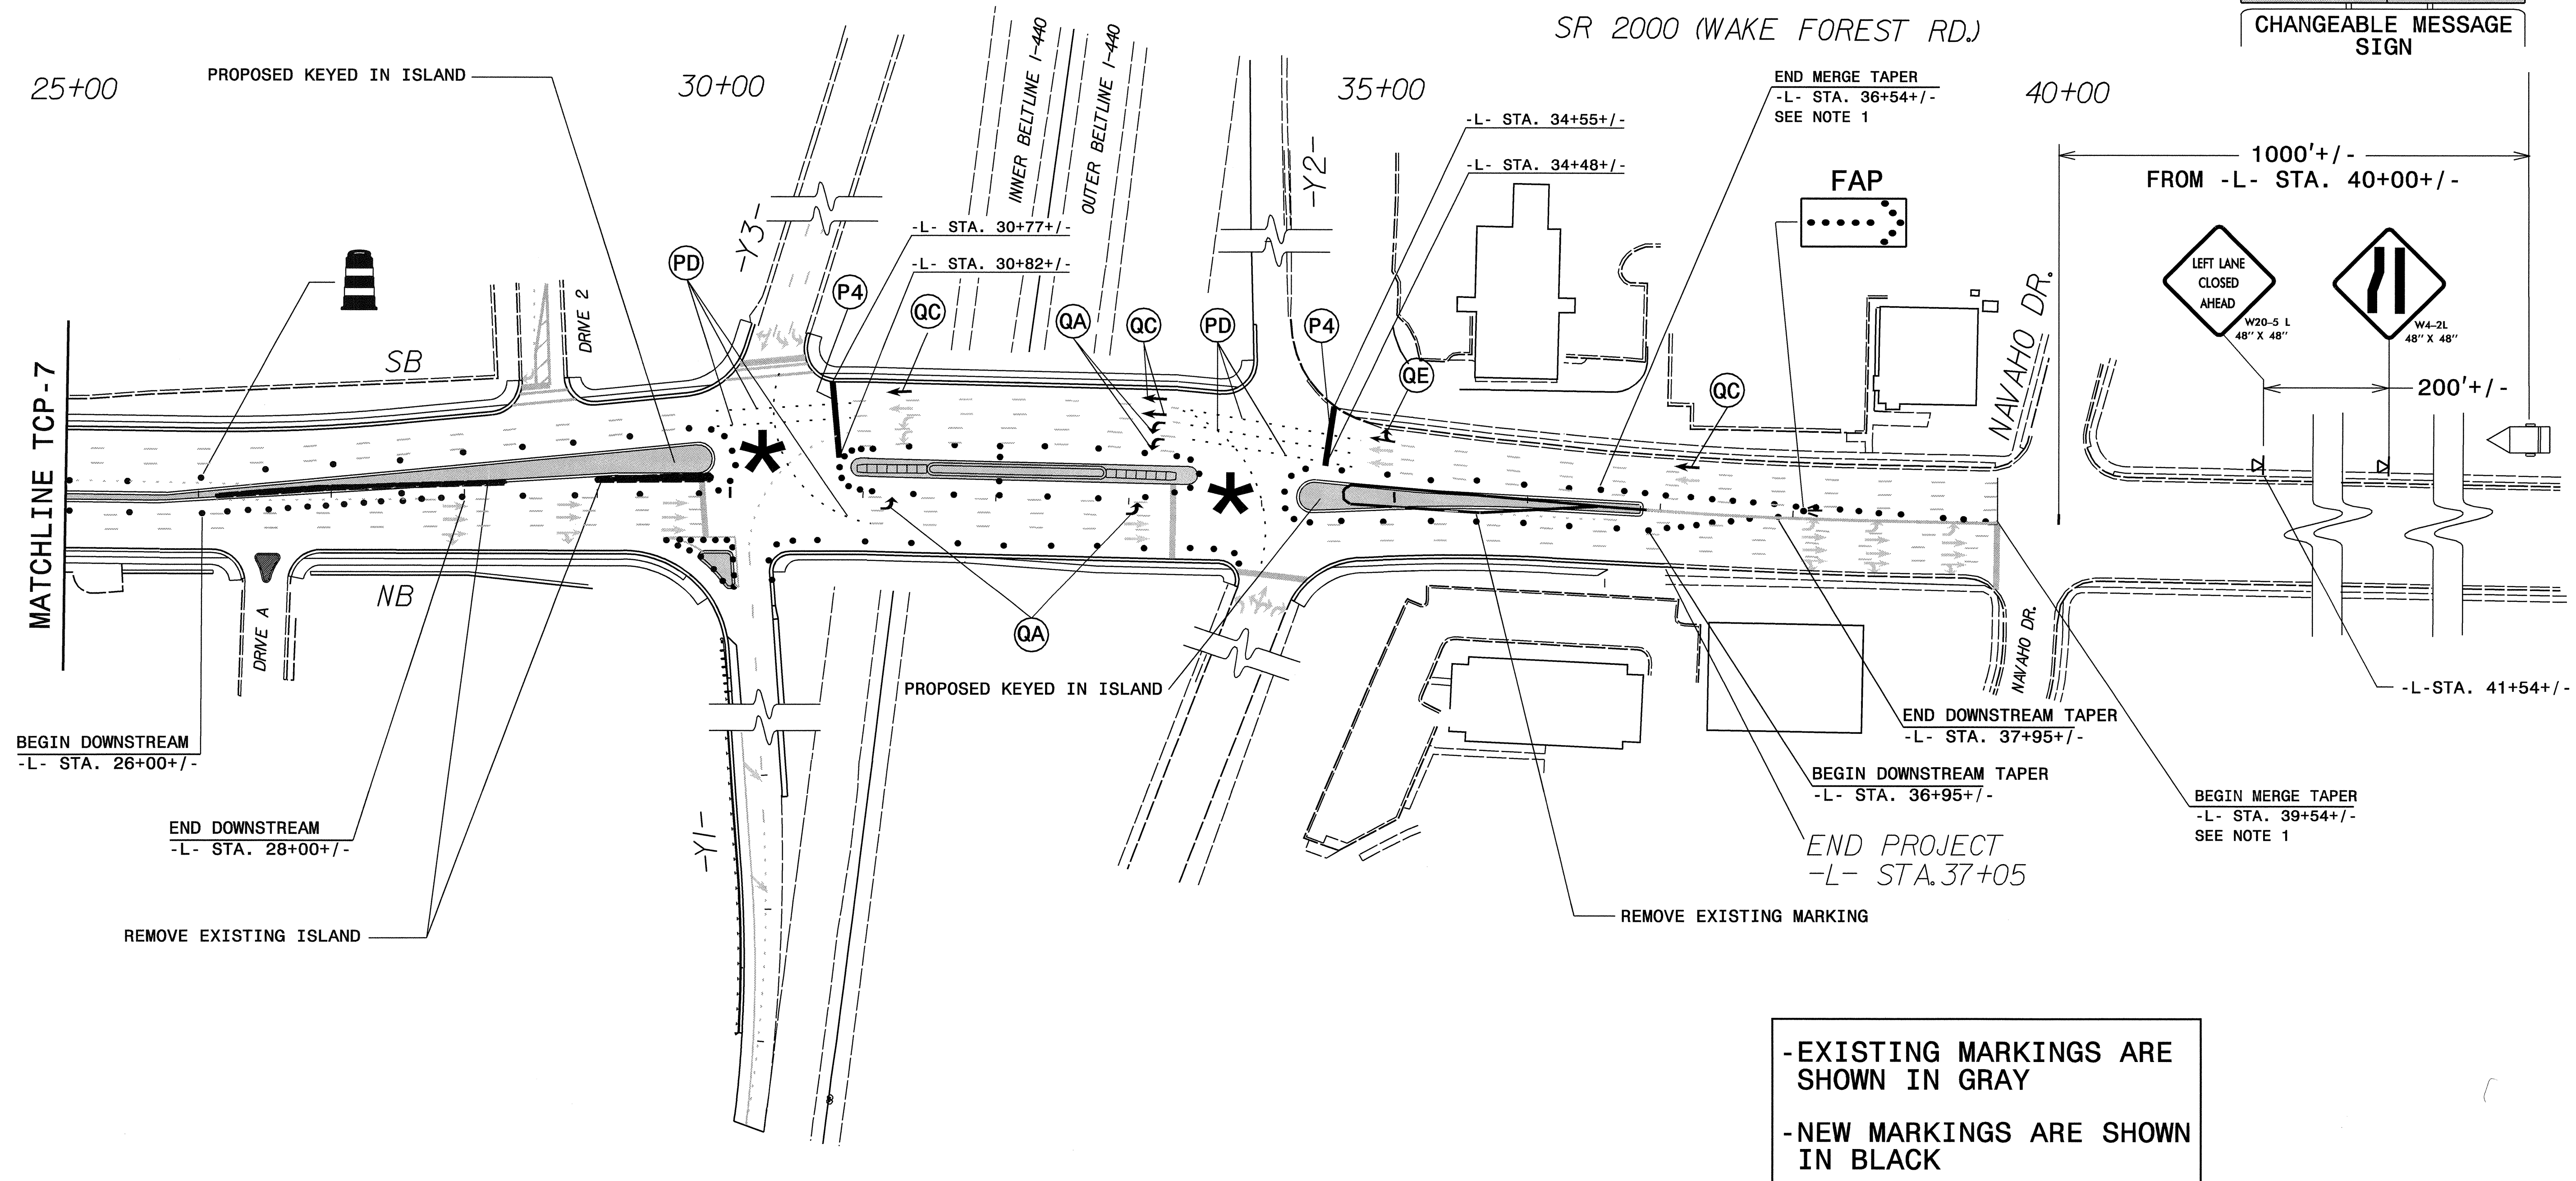 SR 2000 (WAKE FOREST RD.)
CHANGEABLE MESSAGE
SIGN
25+00
PROPOSED KEYED IN ISLAND
30+00
INNER BELTLINE I-440
OUTER BELTLINE I-440
35+00
END MERGE TAPER
-L- STA. 36+54+/-
SEE NOTE 1
40+00
-L- STA. 34+55+/-
-L- STA. 34+48+/-
1000'+/-
FROM -L- STA. 40+00+/-
FAP
-Y3-
-Y2-
-L- STA. 30+77+/-
-L- STA. 30+82+/-
PD
P4
QC
QA
QC
PD
P4
QE
QC
LEFT LANE
CLOSED
AHEAD
W20-5 L
48" X 48"
W4-2L
48" X 48"
200'+/-
NAVAHO DR.
DRIVE 2
SB
MATCHLINE TCP-7
*
*
NB
DRIVE A
QA
NAVAHO DR.
PROPOSED KEYED IN ISLAND
-L-STA. 41+54+/-
BEGIN DOWNSTREAM
-L- STA. 26+00+/-
END DOWNSTREAM TAPER
-L- STA. 37+95+/-
BEGIN DOWNSTREAM TAPER
-L- STA. 36+95+/-
BEGIN MERGE TAPER
-L- STA. 39+54+/-
SEE NOTE 1
END DOWNSTREAM
-L- STA. 28+00+/-
-Y1-
END PROJECT
-L- STA.37+05
REMOVE EXISTING MARKING
REMOVE EXISTING ISLAND
-EXISTING MARKINGS ARE
SHOWN IN GRAY
-NEW MARKINGS ARE SHOWN
IN BLACK